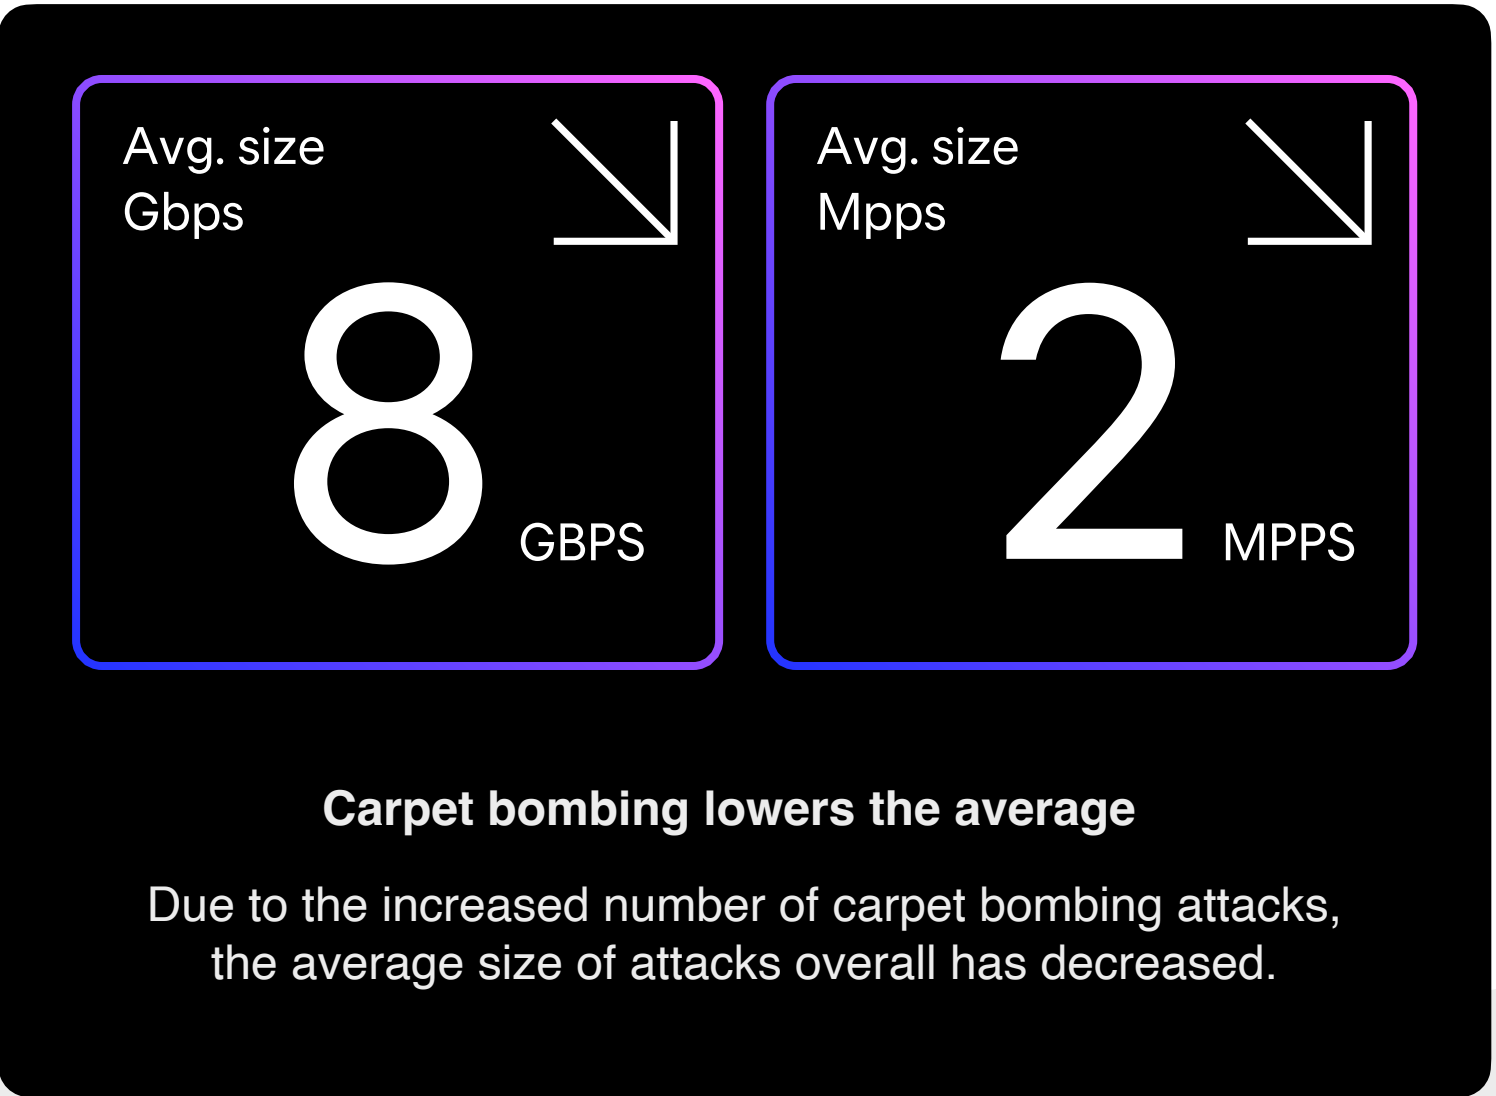 Avg. size
Gbps
8 GBPS
Avg. size
Mpps
2 MPPS
Carpet bombing lowers the average
Due to the increased number of carpet bombing attacks,
the average size of attacks overall has decreased.